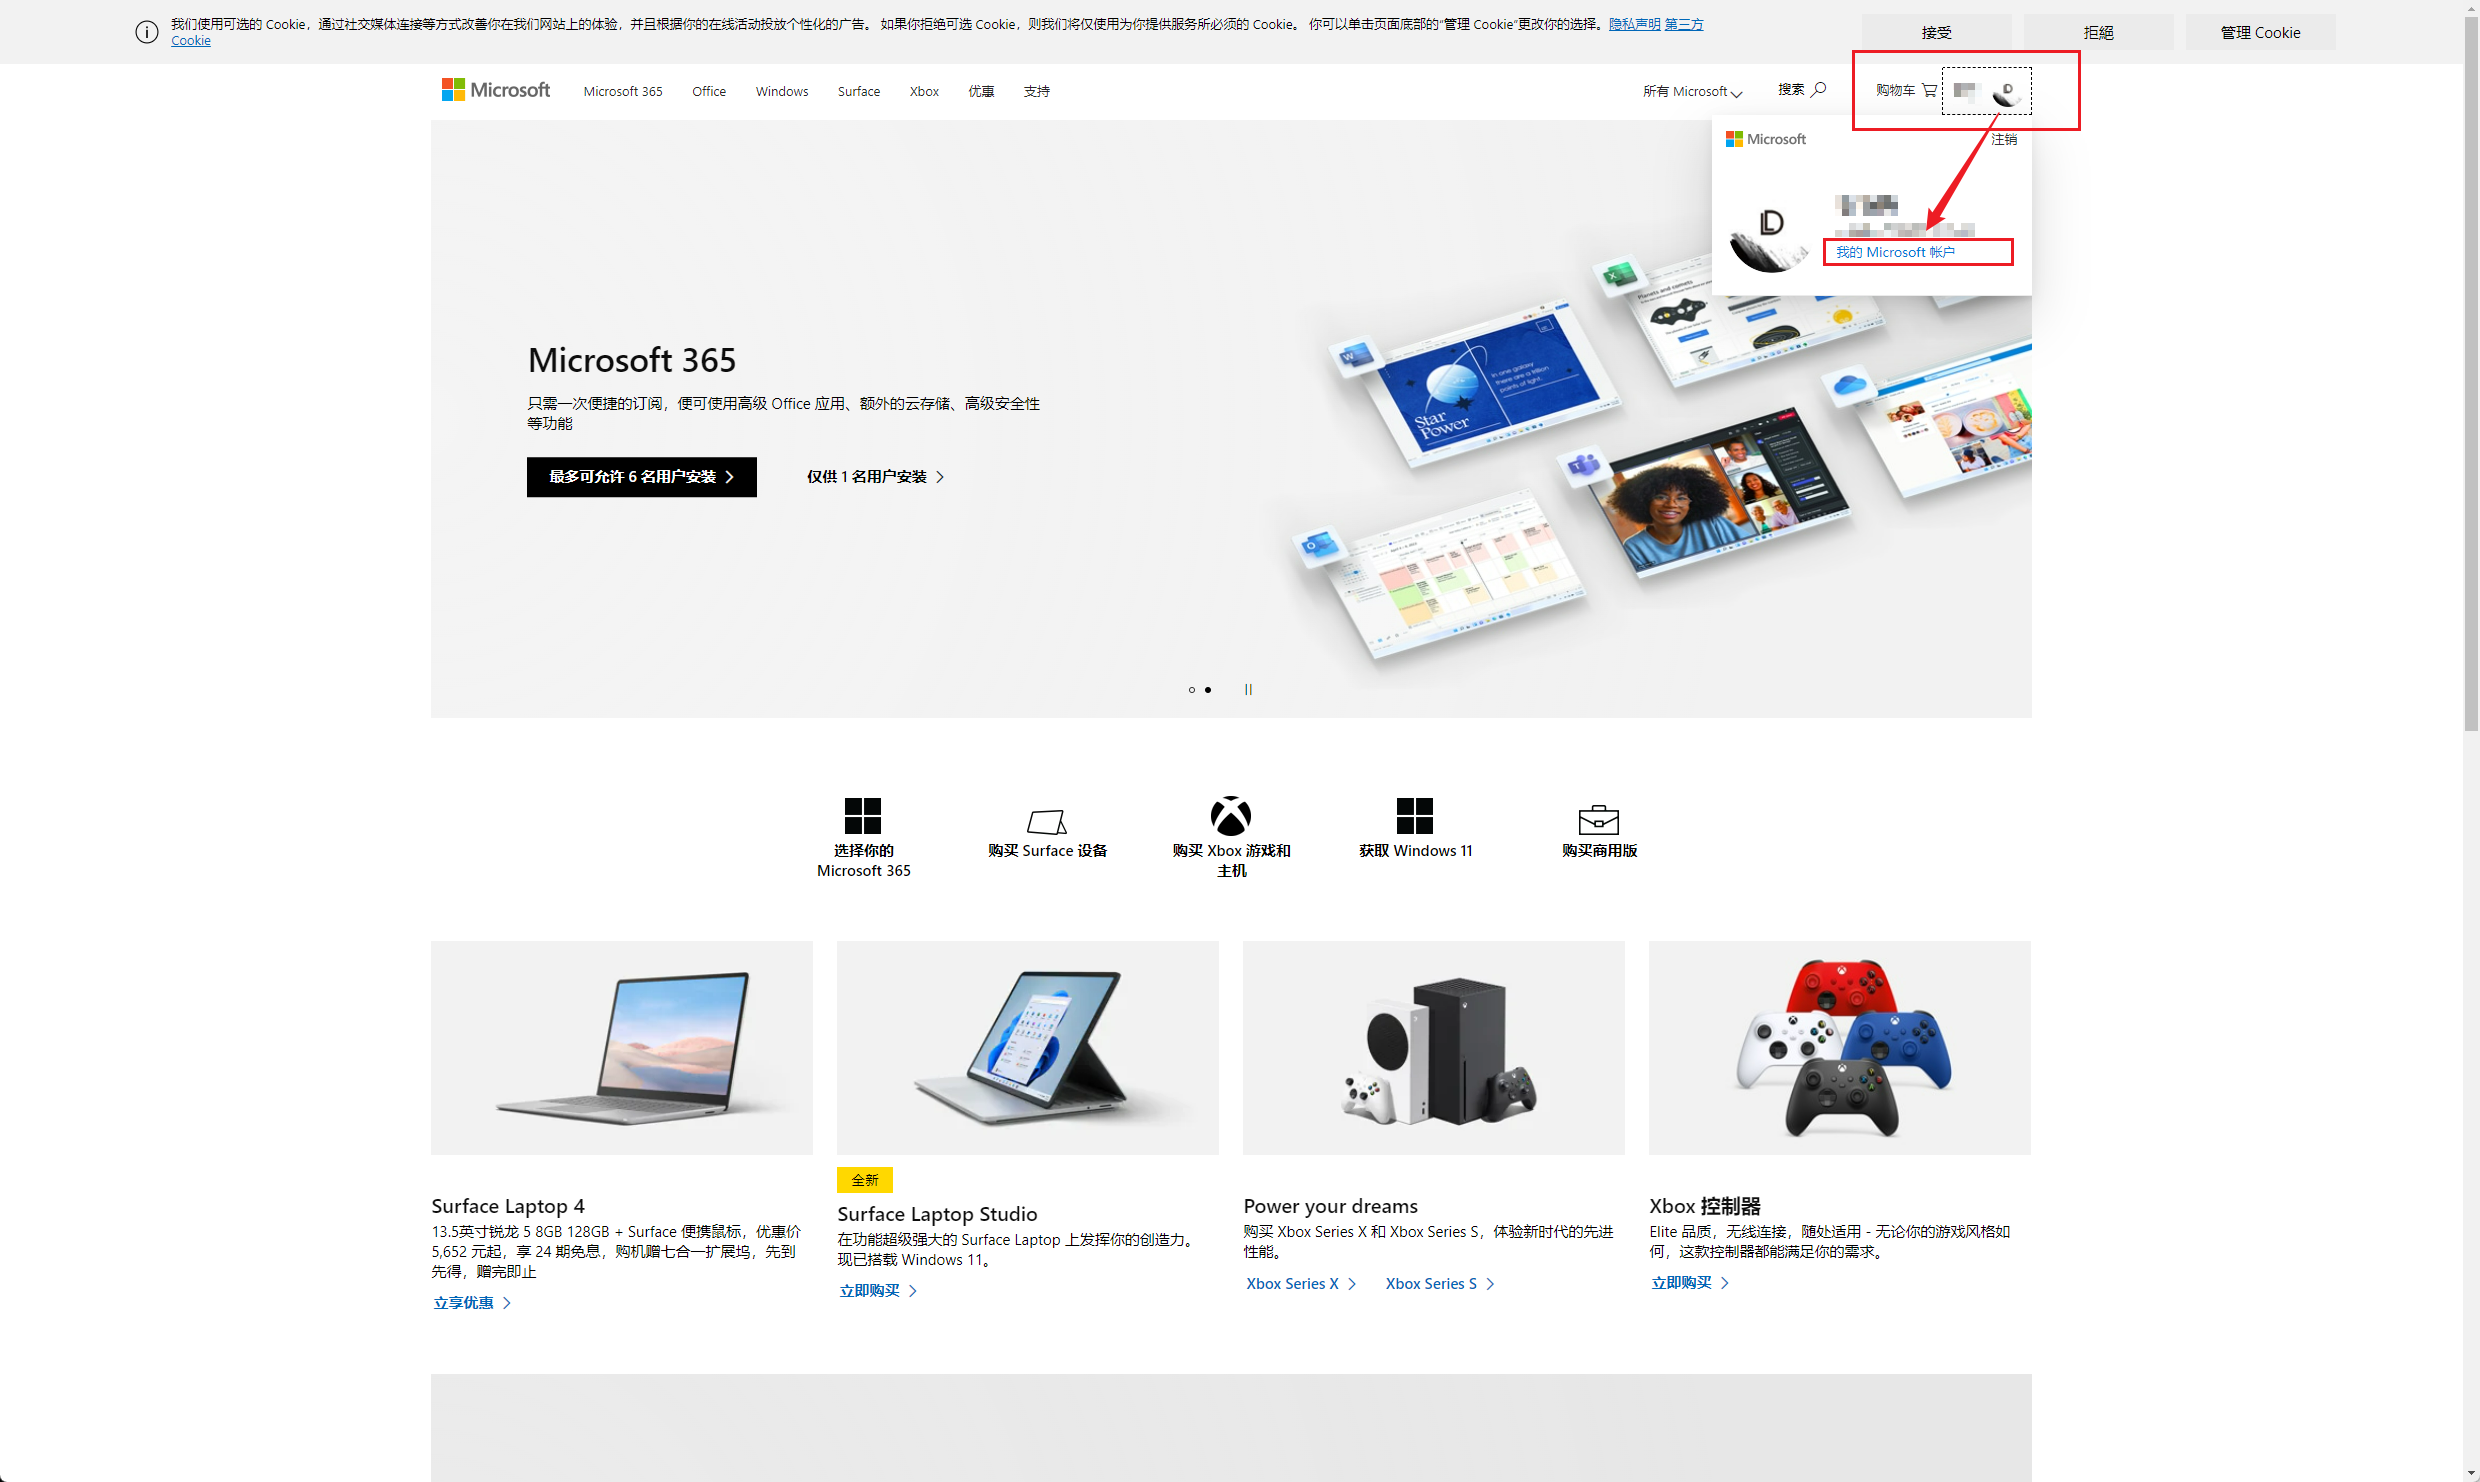 我们使用可选的 Cookie，通过社交媒体连接等方式改善你在我们网站上的体验，并且根据你的在线活动投放个性化的广告。 如果你拒绝可选 Cookie，则我们将仅使用为你提供服务所必须的 Cookie。 你可以单击页面底部的“管理 Cookie”更改你的选择。隐私声明 第三方
Cookie
接受
拒绝
管理 Cookie
Microsoft
Microsoft 365
Office
Windows
Surface
Xbox
优惠
支持
所有 Microsoft
搜索
购物车
Microsoft
注销
我的 Microsoft 帐户
Microsoft 365
只需一次便捷的订阅，便可使用高级 Office 应用、额外的云存储、高级安全性
等功能
最多可允许 6 名用户安装
仅供 1 名用户安装
Planets and comets
In one galaxy
there are a trillion
points of light.
Star
Power
选择你的
Microsoft 365
购买 Surface 设备
购买 Xbox 游戏和
主机
获取 Windows 11
购买商用版
Surface Laptop 4
13.5英寸锐龙 5 8GB 128GB + Surface 便携鼠标，优惠价
5,652 元起，享 24 期免息，购机赠七合一扩展坞，先到
先得，赠完即止
立享优惠
全新
Surface Laptop Studio
在功能超级强大的 Surface Laptop 上发挥你的创造力。
现已搭载 Windows 11。
立即购买
Power your dreams
购买 Xbox Series X 和 Xbox Series S，体验新时代的先进
性能。
Xbox Series X
Xbox Series S
Xbox 控制器
Elite 品质，无线连接，随处适用 - 无论你的游戏风格如
何，这款控制器都能满足你的需求。
立即购买